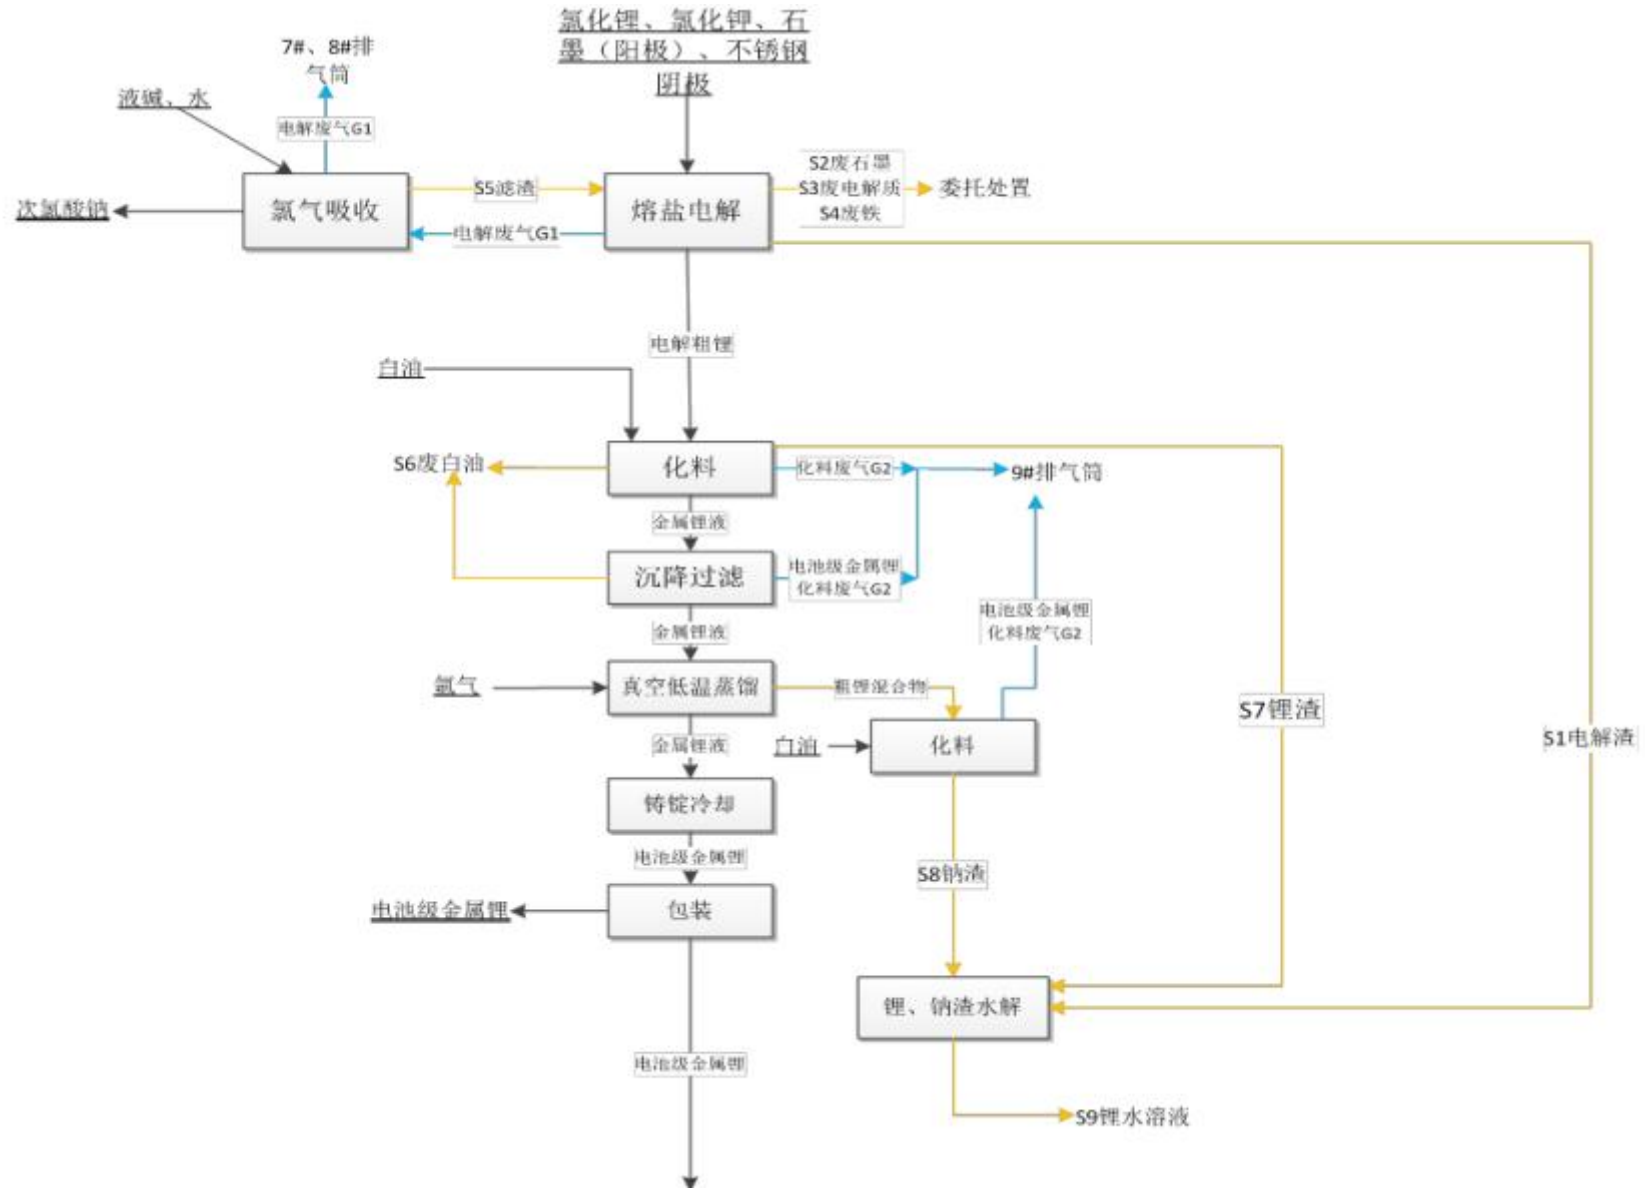 氯化锂、氯化钾、石
墨（阳极）、不锈钢
阴极
7#、8#排
气筒
液碱、水
电解废气G1
S2废石墨
S5滤渣
S3废电解质
委托处置
S4废铁
次氯酸钠
氯气吸收
熔盐电解
电解废气G1
电解粗锂
白油
S6废白油
化料
化料废气G2
9#排气筒
金属锂液
沉降过滤
电池级金属锂
化料废气G2
电池级金属锂
化料废气G2
金属锂液
氩气
真空低温蒸馏
粗锂混合物
S7锂渣
金属锂液
白油
化料
S1电解渣
铸锭冷却
电池级金属锂
S8钠渣
电池级金属锂
包装
锂、钠渣水解
电池级金属锂
S9锂水溶液